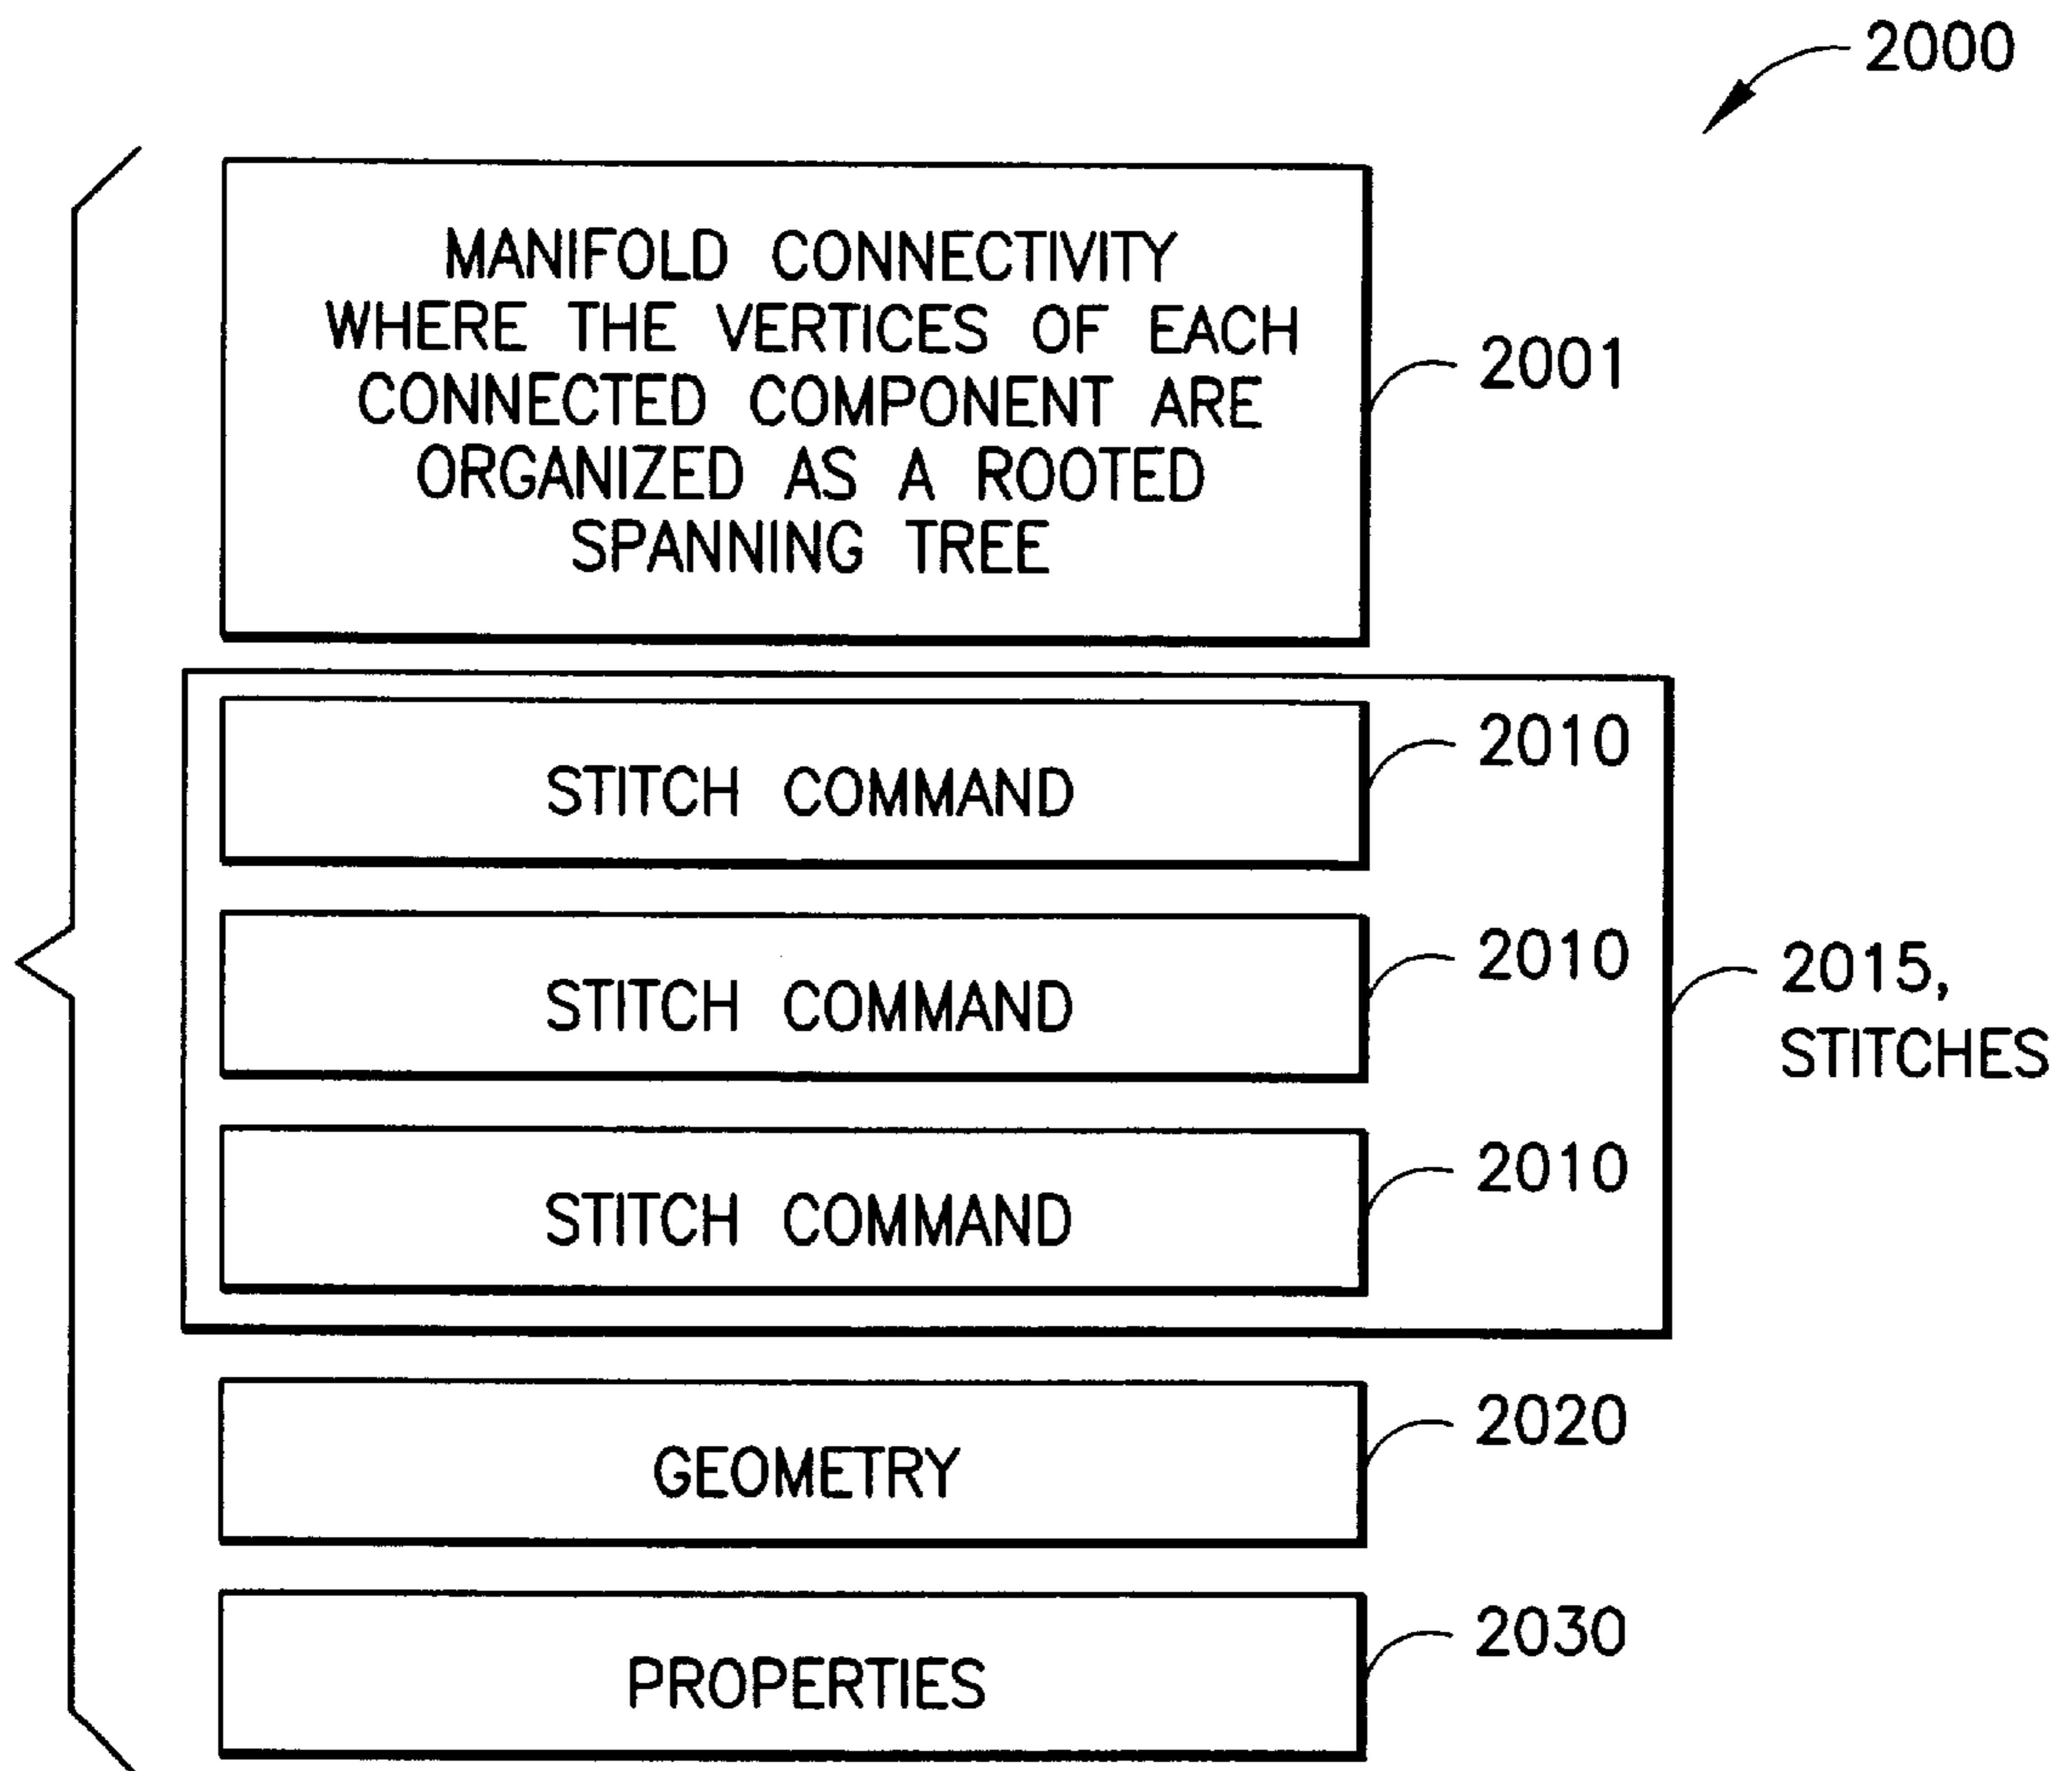 2000
MANIFOLD CONNECTIVITY
WHERE THE VERTICES OF EACH
CONNECTED COMPONENT ARE
ORGANIZED AS A ROOTED
SPANNING TREE
2001
STITCH COMMAND
2010
STITCH COMMAND
2010
STITCH COMMAND
2010
2015,
STITCHES
GEOMETRY
2020
PROPERTIES
2030